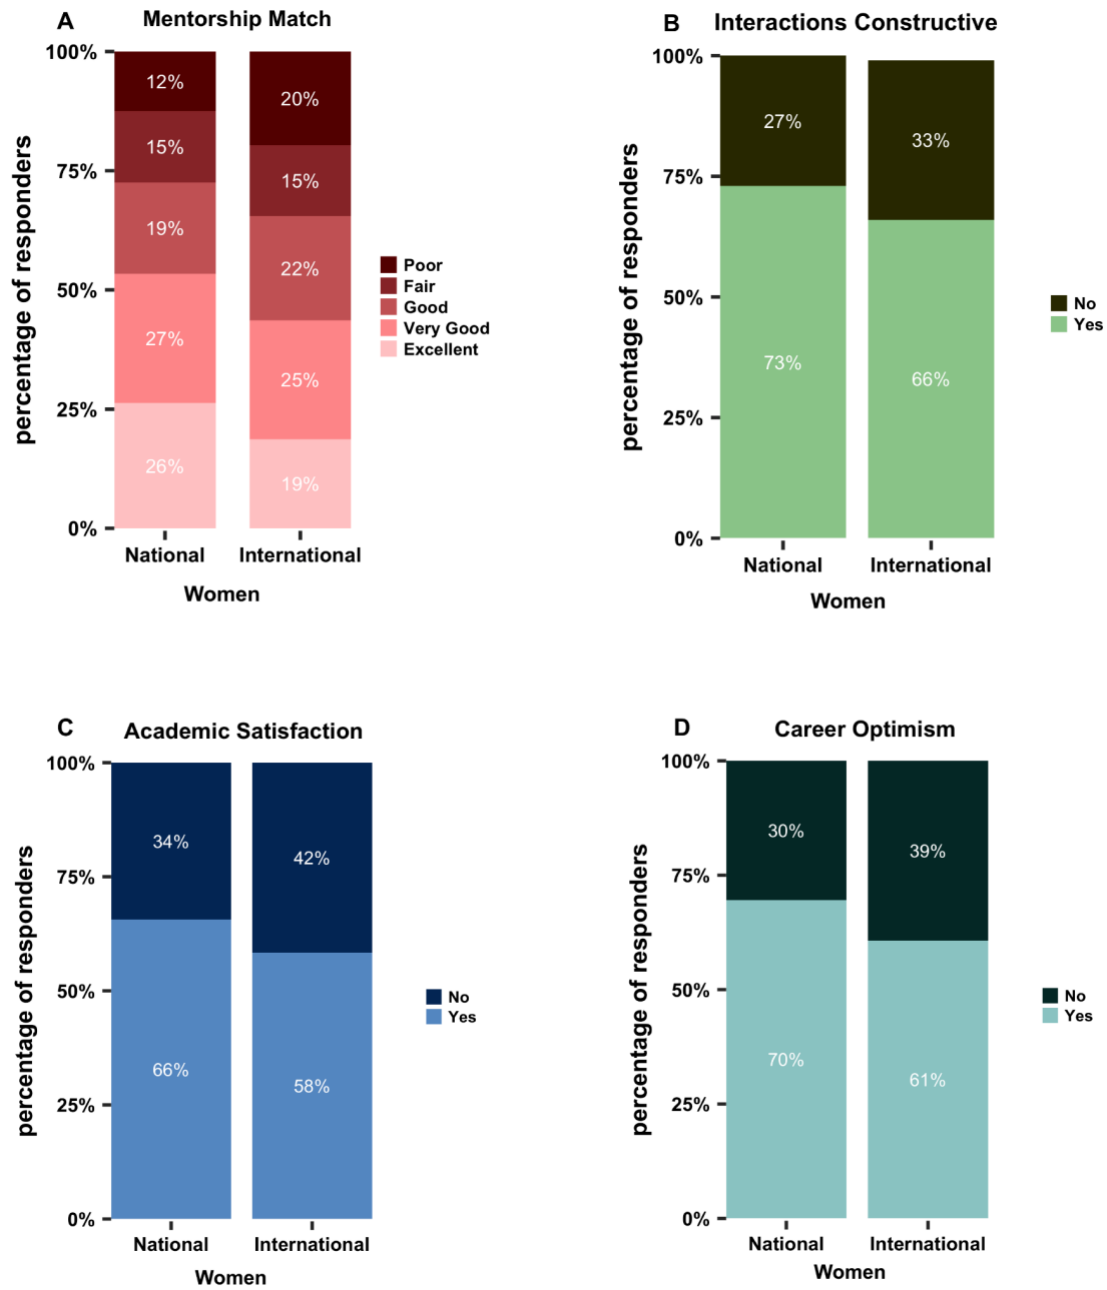 A
Mentorship Match
percentage of responders
100%
75%
50%
25%
0%
12%
15%
19%
27%
26%
20%
15%
22%
25%
19%
National
International
Women
Poor
Fair
Good
Very Good
Excellent
B
Interactions Constructive
percentage of responders
100%
75%
50%
25%
0%
27%
73%
33%
66%
National
International
Women
No
Yes
C
Academic Satisfaction
percentage of responders
100%
75%
50%
25%
0%
34%
66%
42%
58%
National
International
Women
No
Yes
D
Career Optimism
percentage of responders
100%
75%
50%
25%
0%
30%
70%
39%
61%
National
International
Women
No
Yes